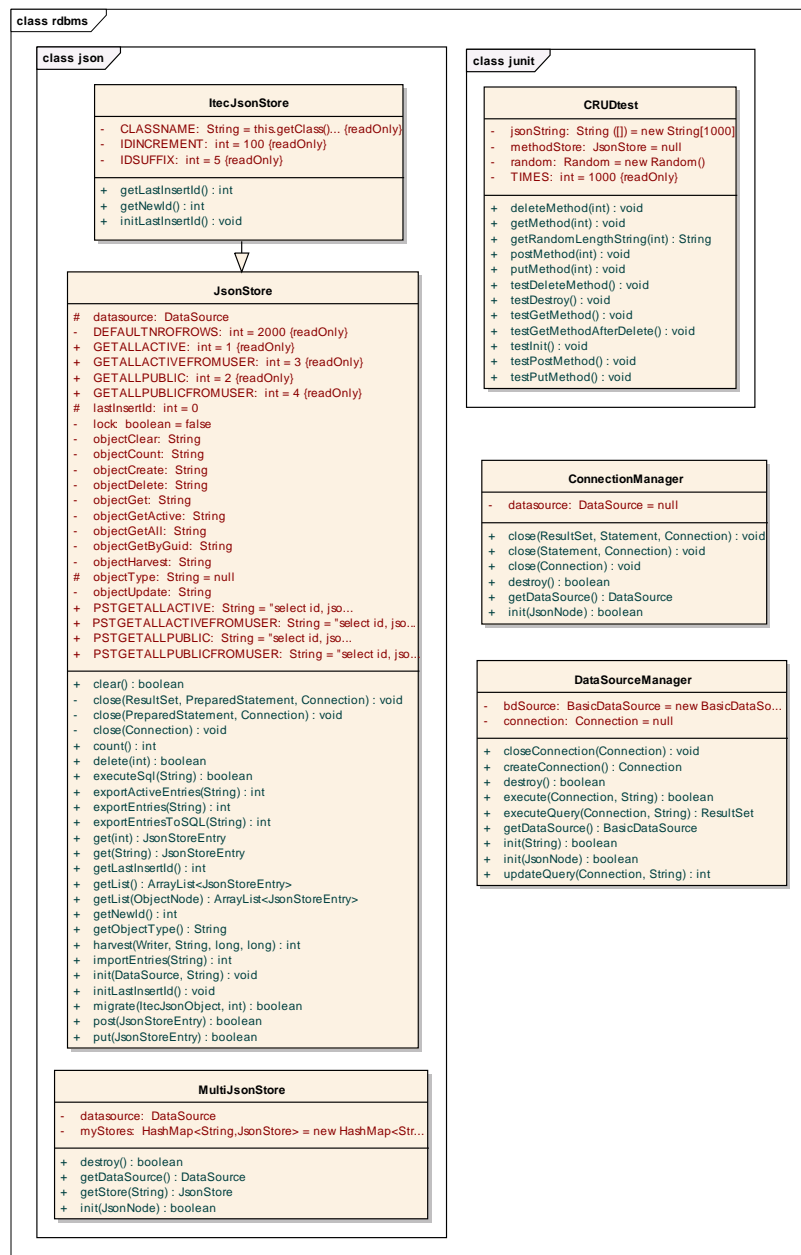 class rdbms
class json
ItecJsonStore
- CLASSNAME: String = this.getClass()... {readOnly}
- IDINCREMENT: int = 100 {readOnly}
- IDSUFFIX: int = 5 {readOnly}
+ getLastInsertId() : int
+ getNewId() : int
+ initLastInsertId() : void
JsonStore
# datasource: DataSource
- DEFAULTNROFROWS: int = 2000 {readOnly}
+ GETALLACTIVE: int = 1 {readOnly}
+ GETALLACTIVEFROMUSER: int = 3 {readOnly}
+ GETALLPUBLIC: int = 2 {readOnly}
+ GETALLPUBLICFROMUSER: int = 4 {readOnly}
# lastInsertId: int = 0
- lock: boolean = false
- objectClear: String
- objectCount: String
- objectCreate: String
- objectDelete: String
- objectGet: String
- objectGetActive: String
- objectGetAll: String
- objectGetByGuid: String
- objectHarvest: String
# objectType: String = null
- objectUpdate: String
+ PSTGETALLACTIVE: String = "select id, jso...
+ PSTGETALLACTIVEFROMUSER: String = "select id, jso...
+ PSTGETALLPUBLIC: String = "select id, jso...
+ PSTGETALLPUBLICFROMUSER: String = "select id, jso...
+ clear() : boolean
- close(ResultSet, PreparedStatement, Connection) : void
- close(PreparedStatement, Connection) : void
- close(Connection) : void
+ count() : int
+ delete(int) : boolean
+ executeSql(String) : boolean
+ exportActiveEntries(String) : int
+ exportEntries(String) : int
+ exportEntriesToSQL(String) : int
+ get(int) : JsonStoreEntry
+ get(String) : JsonStoreEntry
+ getLastInsertId() : int
+ getList() : ArrayList<JsonStoreEntry>
+ getList(ObjectNode) : ArrayList<JsonStoreEntry>
+ getNewId() : int
+ getObjectType() : String
+ harvest(Writer, String, long, long) : int
+ importEntries(String) : int
+ init(DataSource, String) : void
+ initLastInsertId() : void
+ migrate(ItecJsonObject, int) : boolean
+ post(JsonStoreEntry) : boolean
+ put(JsonStoreEntry) : boolean
MultiJsonStore
- datasource: DataSource
- myStores: HashMap<String,JsonStore> = new HashMap<Str...
+ destroy() : boolean
+ getDataSource() : DataSource
+ getStore(String) : JsonStore
+ init(JsonNode) : boolean
class junit
CRUDtest
- jsonString: String ([]) = new String[1000]
- methodStore: JsonStore = null
- random: Random = new Random()
- TIMES: int = 1000 {readOnly}
+ deleteMethod(int) : void
+ getMethod(int) : void
+ getRandomLengthString(int) : String
+ postMethod(int) : void
+ putMethod(int) : void
+ testDeleteMethod() : void
+ testDestroy() : void
+ testGetMethod() : void
+ testGetMethodAfterDelete() : void
+ testInit() : void
+ testPostMethod() : void
+ testPutMethod() : void
ConnectionManager
- datasource: DataSource = null
+ close(ResultSet, Statement, Connection) : void
+ close(Statement, Connection) : void
+ close(Connection) : void
+ destroy() : boolean
+ getDataSource() : DataSource
+ init(JsonNode) : boolean
DataSourceManager
- bdSource: BasicDataSource = new BasicDataSo...
- connection: Connection = null
+ closeConnection(Connection) : void
+ createConnection() : Connection
+ destroy() : boolean
+ execute(Connection, String) : boolean
+ executeQuery(Connection, String) : ResultSet
+ getDataSource() : BasicDataSource
+ init(String) : boolean
+ init(JsonNode) : boolean
+ updateQuery(Connection, String) : int